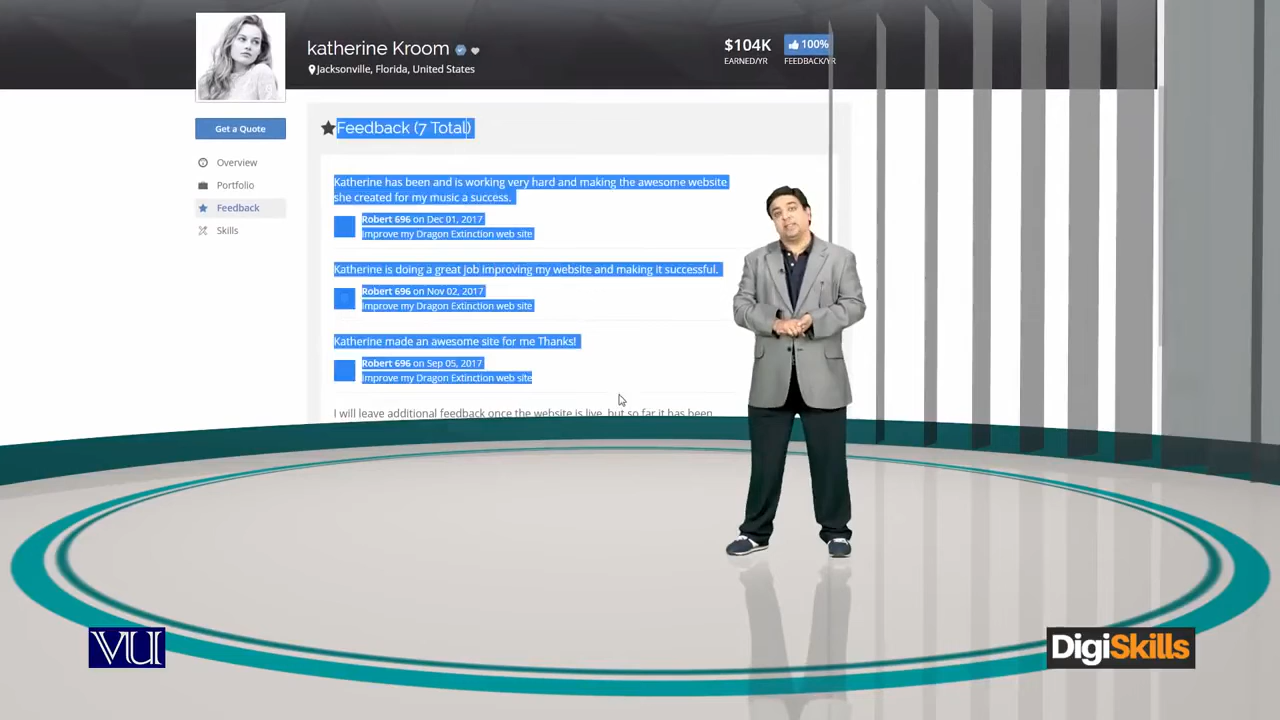 katherine Kroom
Jacksonville, Florida, United States
$104K
EARNED/YR
100%
FEEDBACK/YR
Get a Quote
Overview
Portfolio
Feedback
Skills
Feedback (7 Total)
Katherine has been and is working very hard and making the awesome website
she created for my music a success.
Robert 696 on Dec 01, 2017
Improve my Dragon Extinction web site
Katherine is doing a great job improving my website and making it successful.
Robert 696 on Nov 02, 2017
Improve my Dragon Extinction web site
Katherine made an awesome site for me Thanks!
Robert 696 on Sep 05, 2017
Improve my Dragon Extinction web site
I will leave additional feedback once the website is live, but so far it has been
VU
DigiSkills